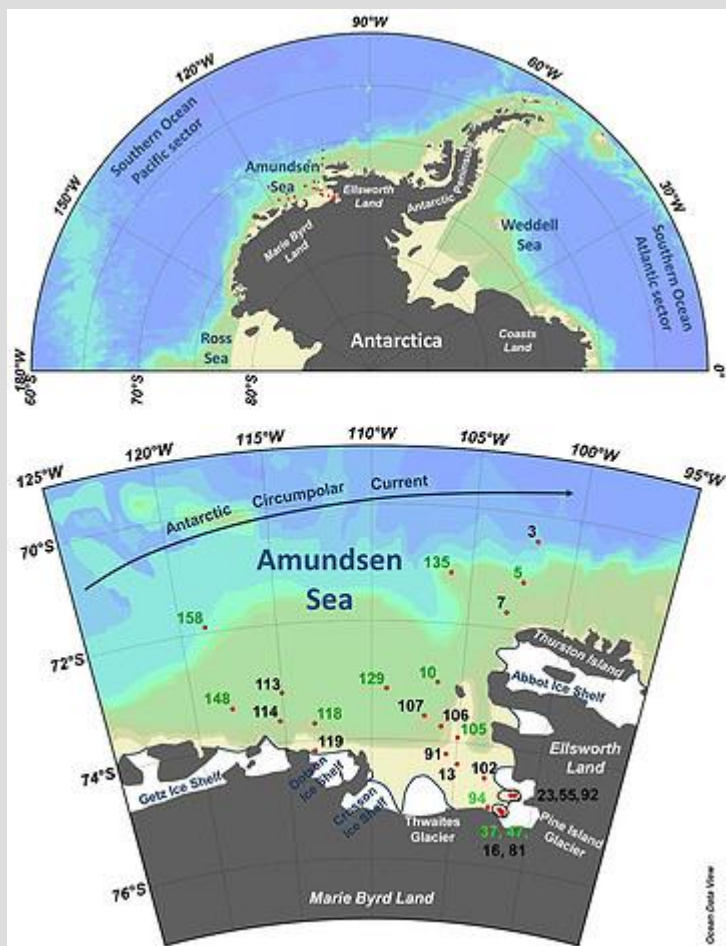 90°W
120°W
60°W
150°W
30°W
180°W
0°
60°S
70°S
80°S
Southern Ocean
Pacific sector
Amundsen
Sea
Ellsworth
Land
Antarctic
Peninsula
Marie Byrd
Land
Weddell
Sea
Southern Ocean
Atlantic sector
Ross
Sea
Antarctica
Coasts
Land
125°W
120°W
115°W
110°W
105°W
100°W
95°W
70°S
72°S
74°S
76°S
Antarctic Circumpolar Current
Amundsen
Sea
3
135
5
7
158
Thurston Island
Abbot Ice Shelf
10
129
113
148
114
118
107
106
105
119
91
13
102
94
Ellsworth
Land
23,55,92
37, 47,
16, 81
Pine Island
Glacier
Getz Ice Shelf
Dotson
Ice Shelf
Crosson
Ice Shelf
Thwaites
Glacier
Marie Byrd Land
Ocean Data View